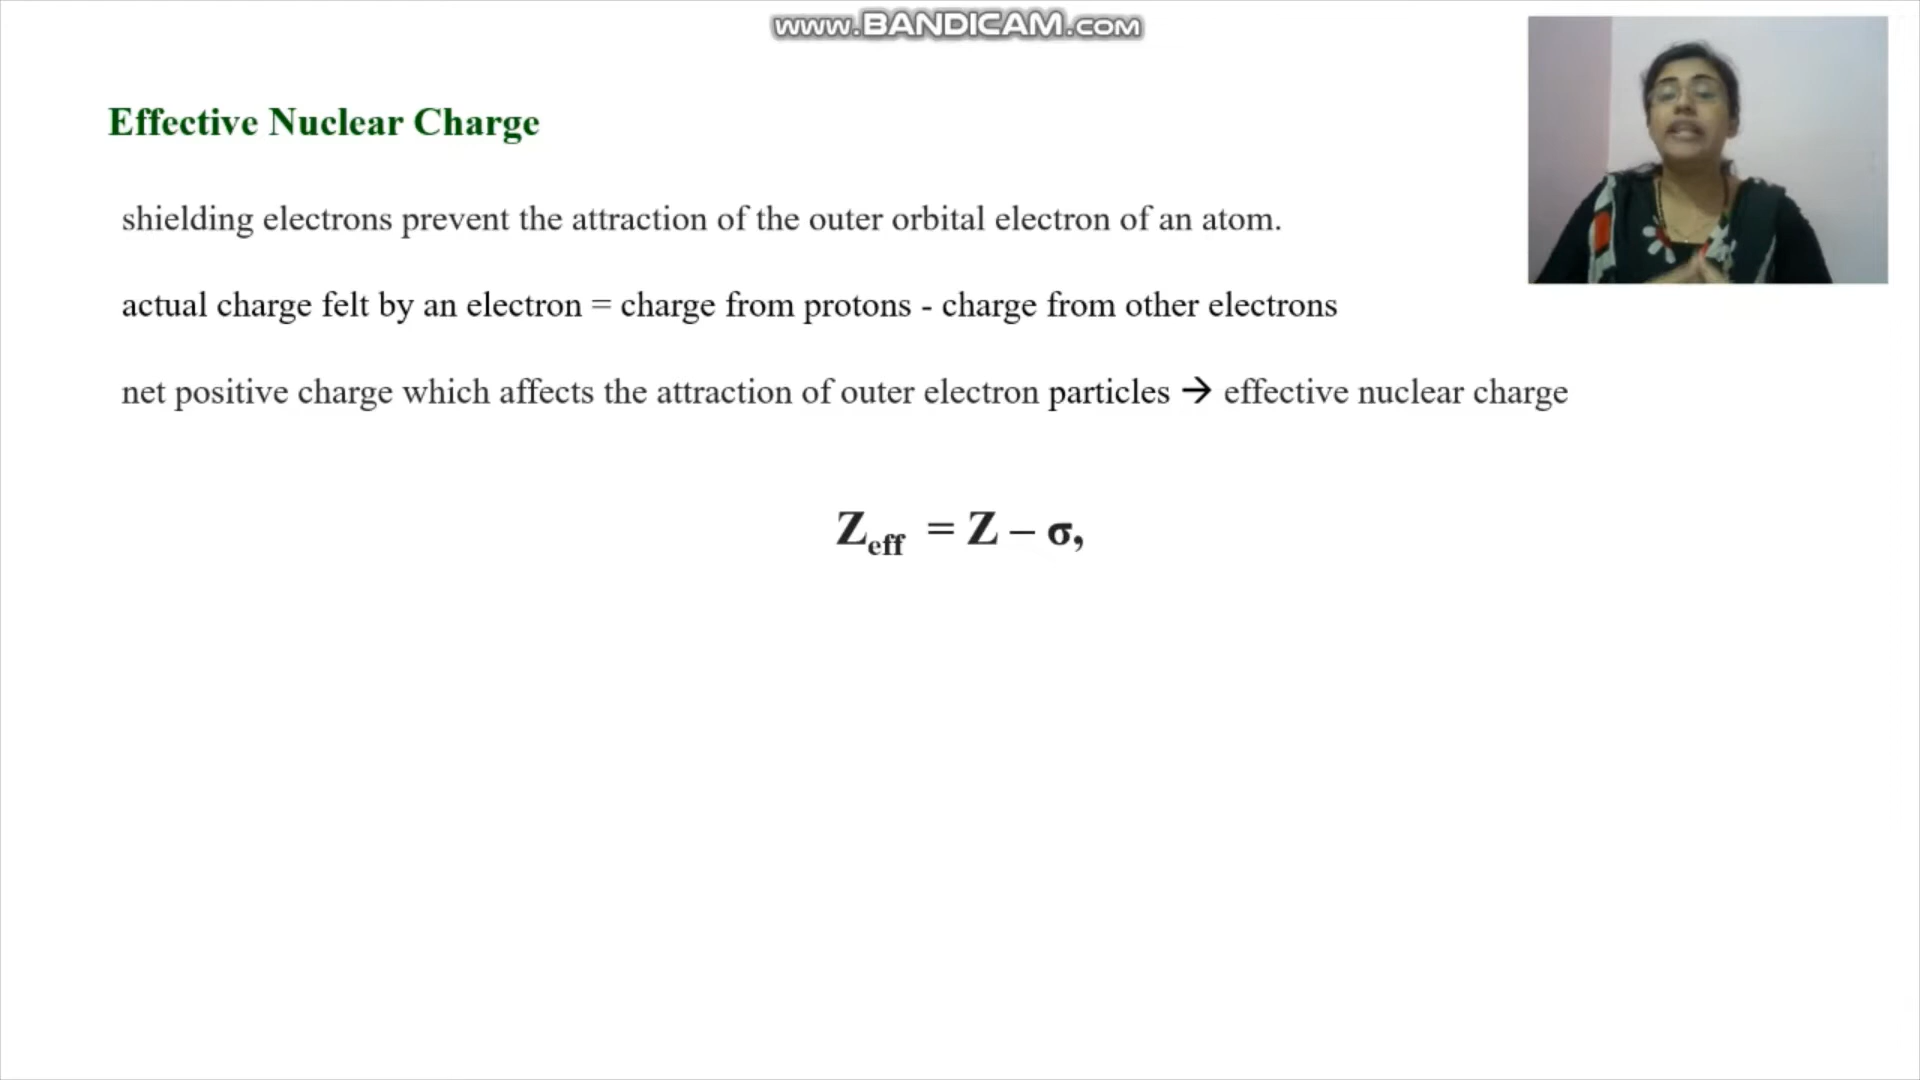 www.BANDICAM.com
Effective Nuclear Charge
shielding electrons prevent the attraction of the outer orbital electron of an atom.
actual charge felt by an electron = charge from protons - charge from other electrons
net positive charge which affects the attraction of outer electron particles → effective nuclear charge
Zeff = Z – σ,